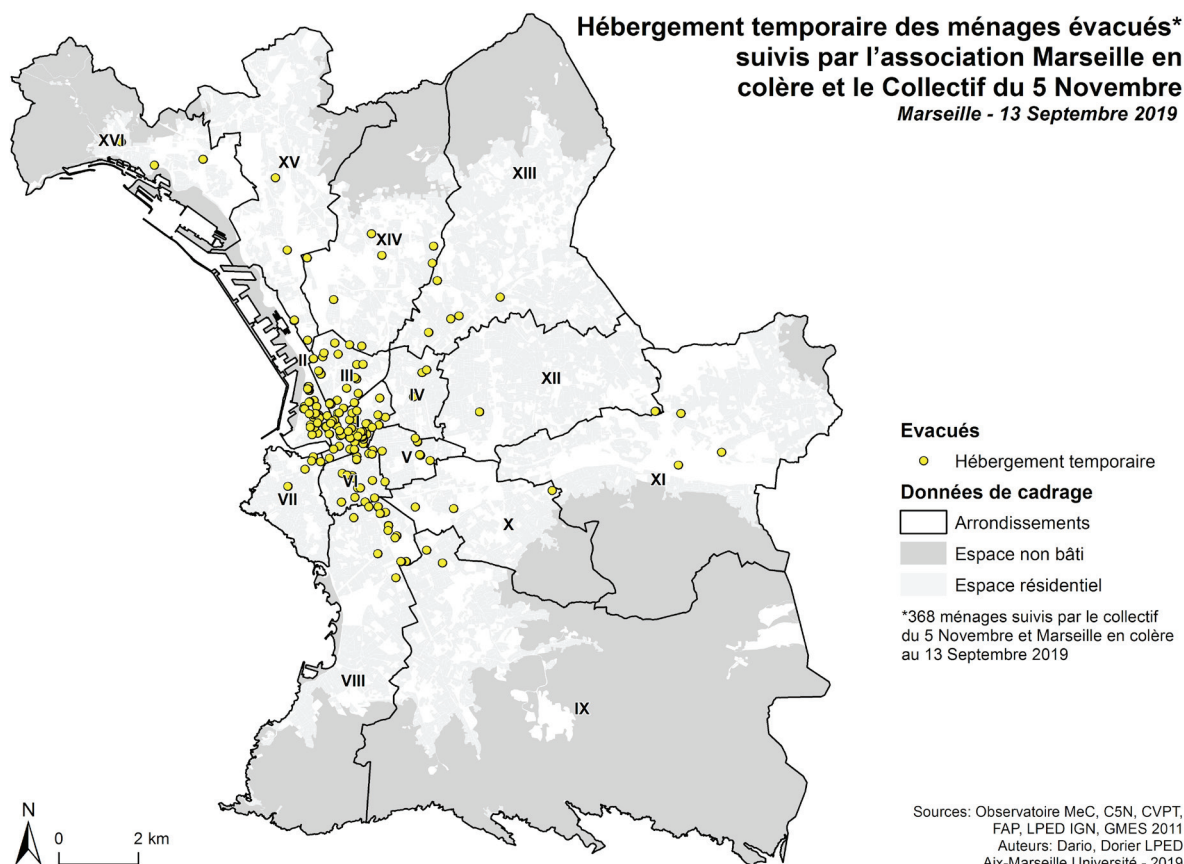 Hébergement temporaire des ménages évacués*
suivis par l'association Marseille en
colère et le Collectif du 5 Novembre
Marseille - 13 Septembre 2019
XVI
XV
XIII
XIV
II
III
IV
XII
I
V
VI
VII
XI
X
VIII
IX
Evacués
Hébergement temporaire
Données de cadrage
Arrondissements
Espace non bâti
Espace résidentiel
*368 ménages suivis par le collectif
du 5 Novembre et Marseille en colère
au 13 Septembre 2019
N
0 2 km
Sources: Observatoire MeC, C5N, CVPT,
FAP, LPED IGN, GMES 2011
Auteurs: Dario, Dorier LPED
Aix-Marseille Université - 2019